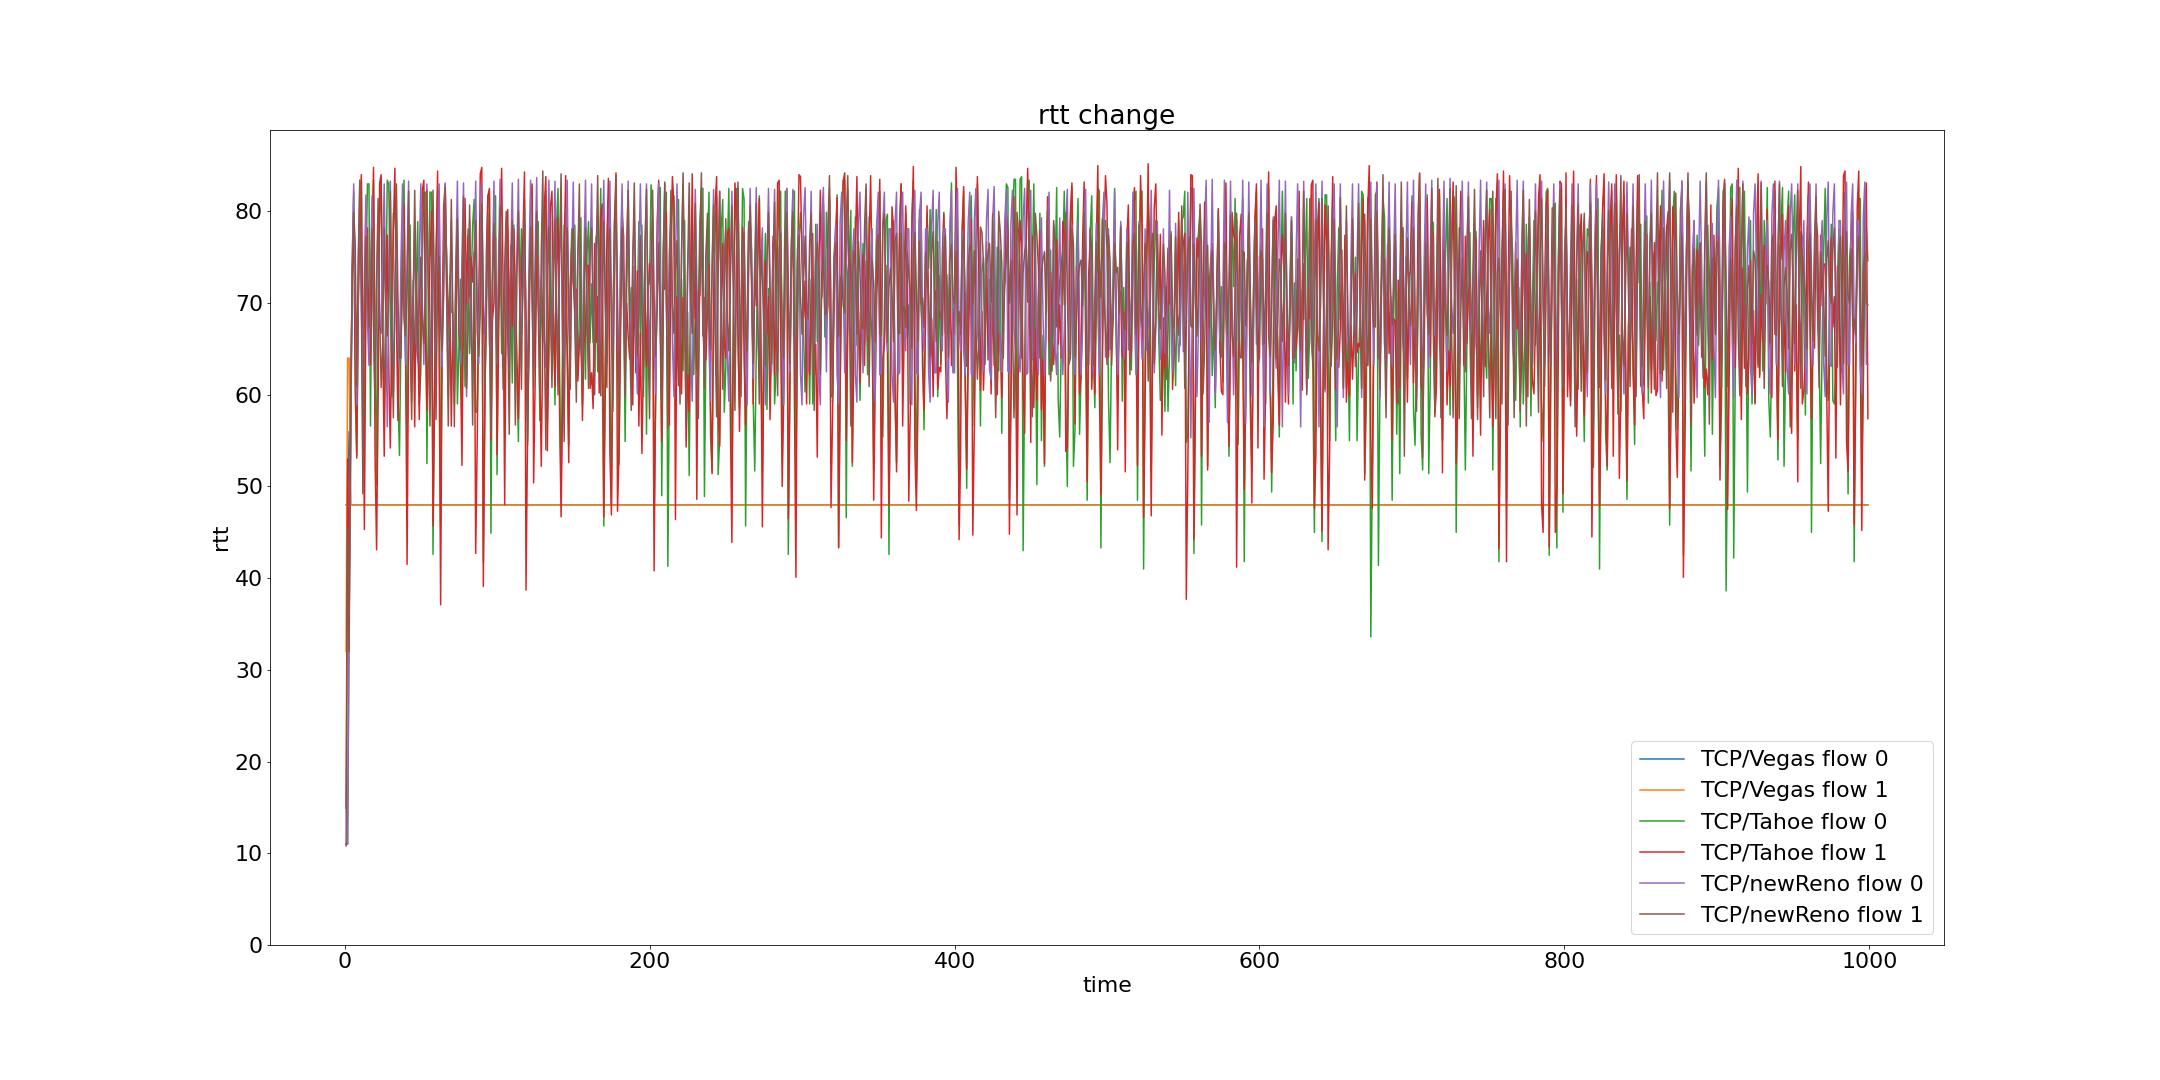 rtt change
80
70
60
50
40
30
20
10
0
rtt
0 200 400 600 800 1000
time
TCP/Vegas flow 0
TCP/Vegas flow 1
TCP/Tahoe flow 0
TCP/Tahoe flow 1
TCP/newReno flow 0
TCP/newReno flow 1